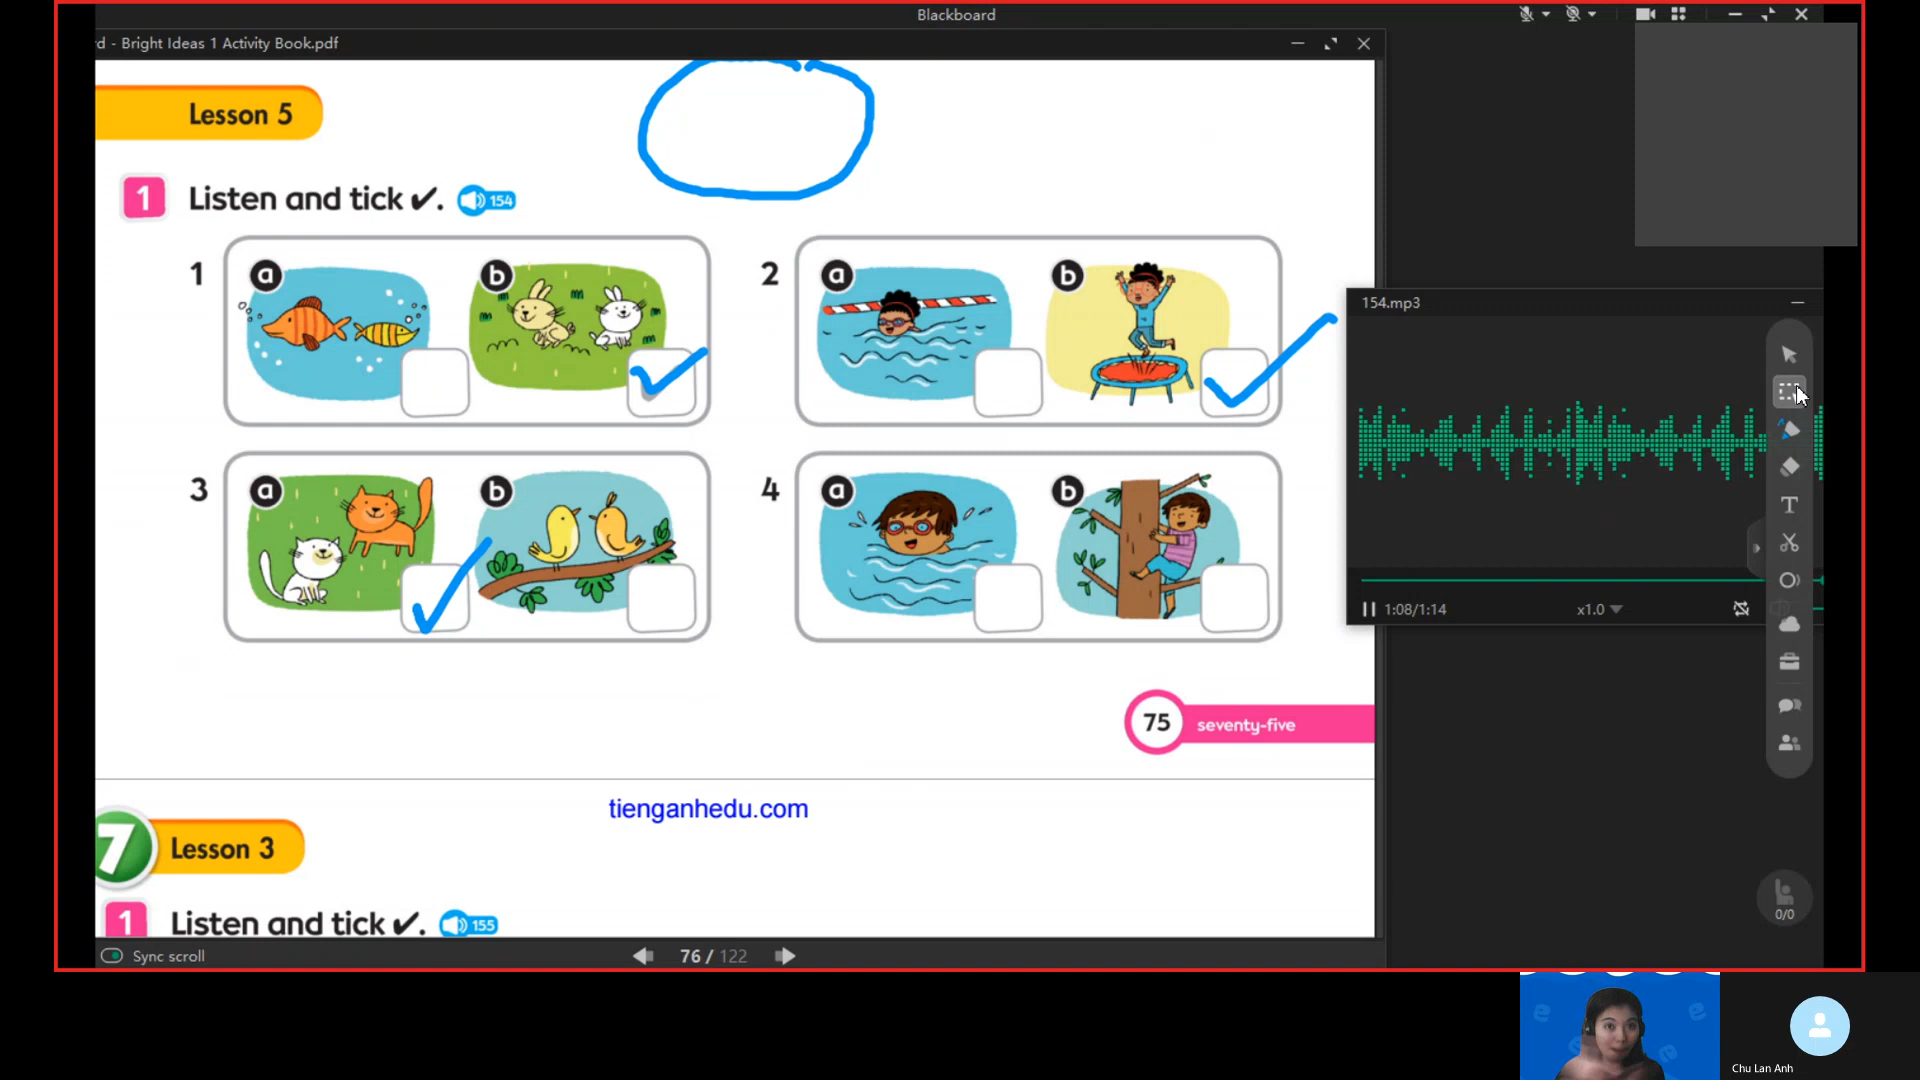 Blackboard
rd - Bright Ideas 1 Activity Book.pdf
Lesson 5
1 Listen and tick ✔. 154
1 a b
2 a b
3 a b
4 a b
75 seventy-five
tienganhedu.com
7 Lesson 3
1 Listen and tick ✔. 155
Sync scroll
76 / 122
154.mp3
1:08/1:14
x1.0
T
0/0
Chu Lan Anh